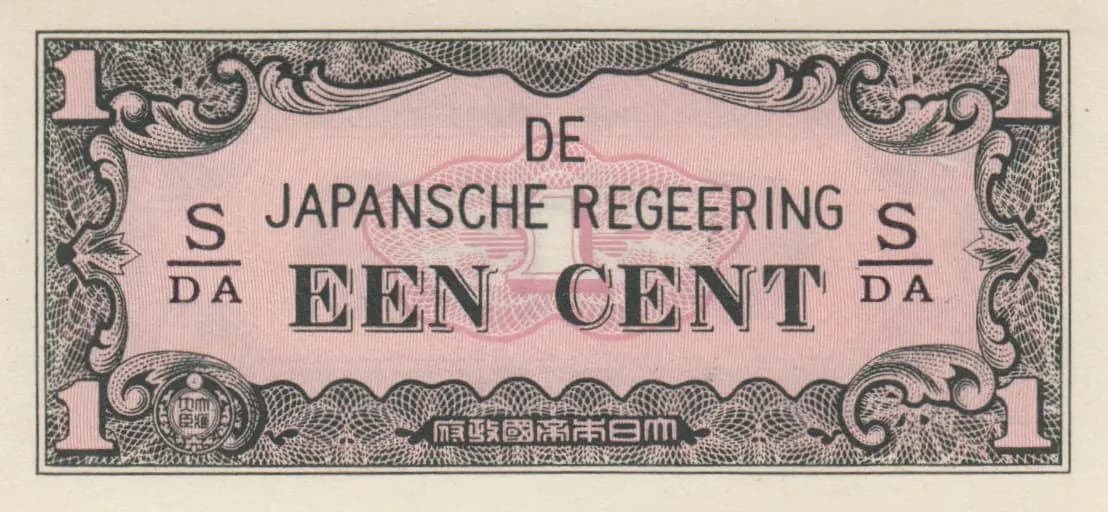 1 1
DE
JAPANSCHE REGEERING
S S
DA DA
EEN CENT
1 1
府政國帝本日大